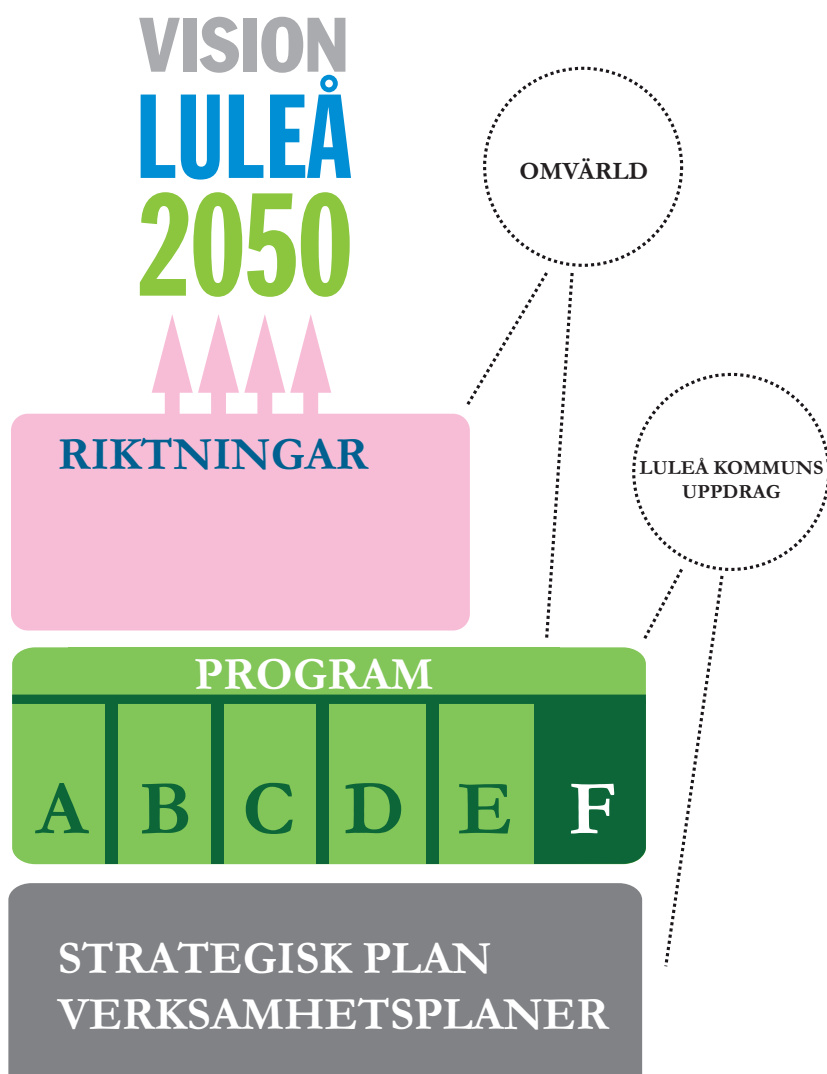 VISION
LULEÅ
2050
OMVÄRLD
RIKTNINGAR
LULEÅ KOMMUNS
UPPDRAG
PROGRAM
A B C D E F
STRATEGISK PLAN
VERKSAMHETSPLANER